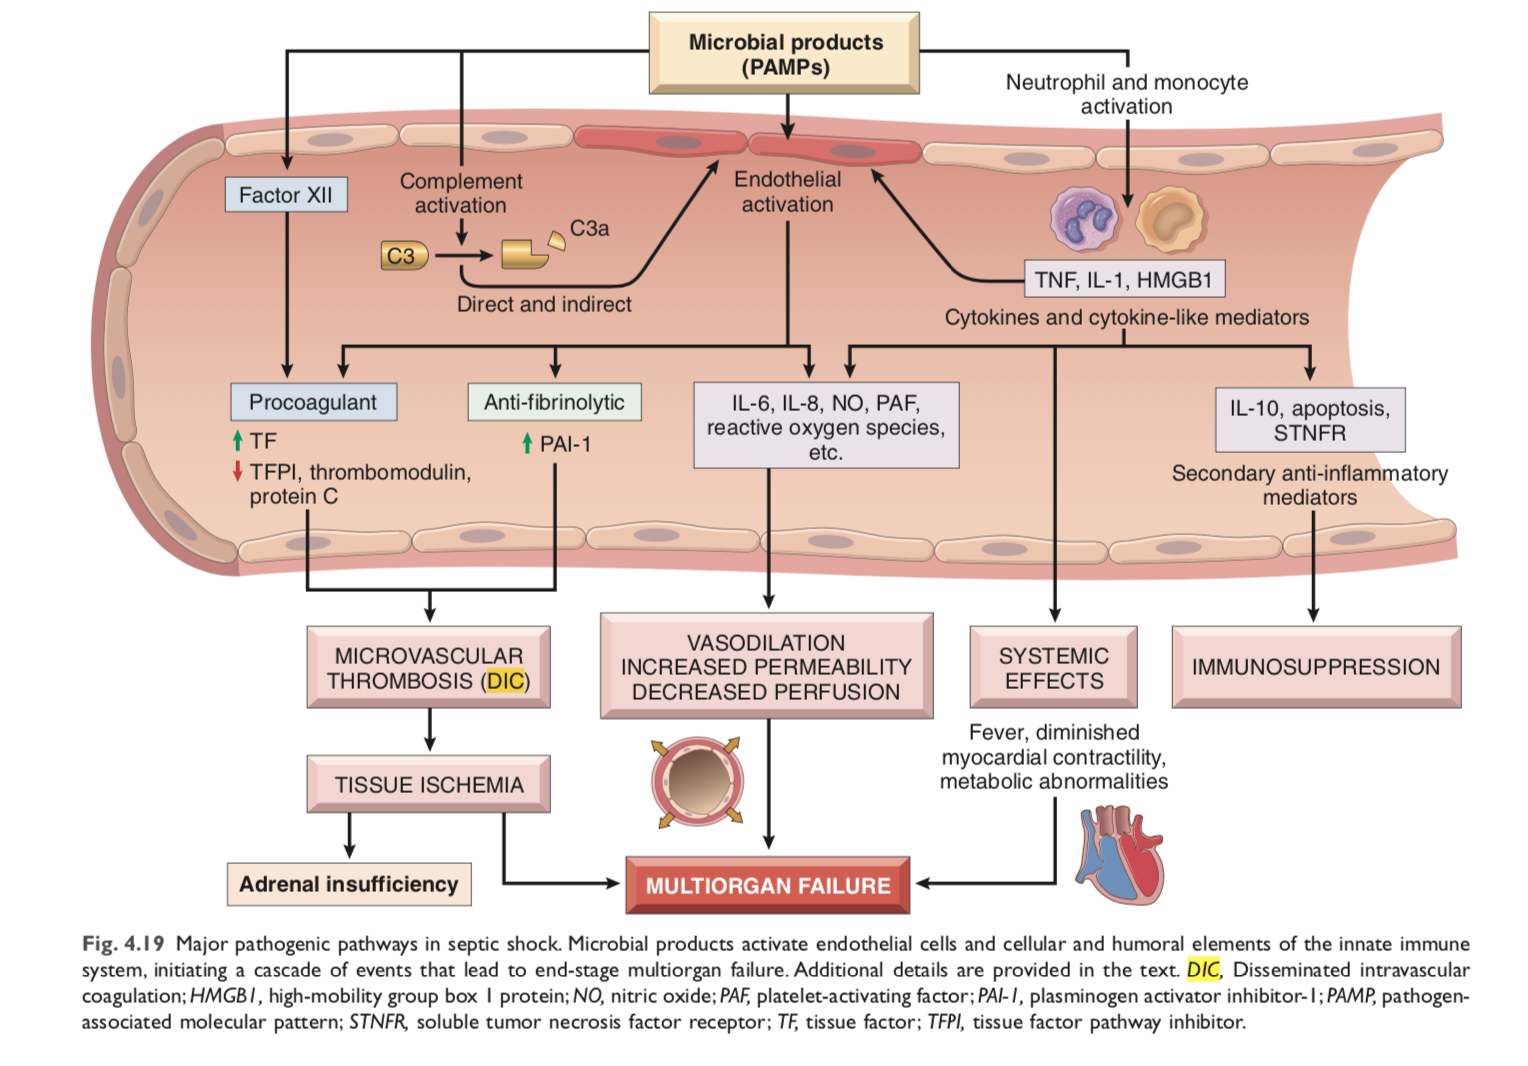 Microbial products
(PAMPs)
Neutrophil and monocyte
activation
Factor XII
Complement
activation
C3
C3a
Direct and indirect
Endothelial
activation
TNF, IL-1, HMGB1
Cytokines and cytokine-like mediators
Procoagulant
TF
TFPI, thrombomodulin,
protein C
Anti-fibrinolytic
PAI-1
IL-6, IL-8, NO, PAF,
reactive oxygen species,
etc.
IL-10, apoptosis,
STNFR
Secondary anti-inflammatory
mediators
MICROVASCULAR
THROMBOSIS (DIC)
VASODILATION
INCREASED PERMEABILITY
DECREASED PERFUSION
SYSTEMIC
EFFECTS
IMMUNOSUPPRESSION
Fever, diminished
myocardial contractility,
metabolic abnormalities
TISSUE ISCHEMIA
Adrenal insufficiency
MULTIORGAN FAILURE
Fig. 4.19 Major pathogenic pathways in septic shock. Microbial products activate endothelial cells and cellular and humoral elements of the innate immune
system, initiating a cascade of events that lead to end-stage multiorgan failure. Additional details are provided in the text. DIC, Disseminated intravascular
coagulation; HMGB1, high-mobility group box 1 protein; NO, nitric oxide; PAF, platelet-activating factor; PAI-1, plasminogen activator inhibitor-1; PAMP, pathogen-
associated molecular pattern; STNFR, soluble tumor necrosis factor receptor; TF, tissue factor; TFPI, tissue factor pathway inhibitor.